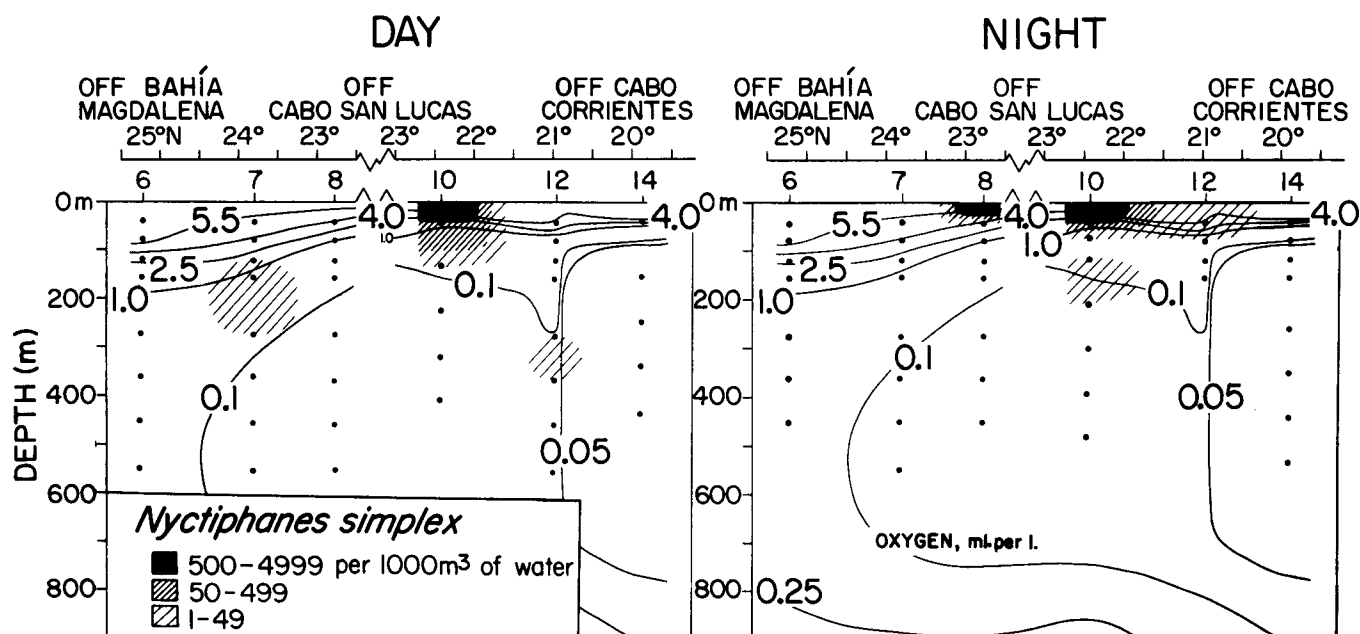 DAY
OFF BAHÍA MAGDALENA
OFF CABO SAN LUCAS
OFF CABO CORRIENTES
25°N 24° 23° 23° 22° 21° 20°
6 7 8 10 12 14
0m
200
400
600
800
DEPTH (m)
5.5
4.0
4.0
2.5
1.0
1.0
0.1
0.1
0.05
Nyctiphanes simplex
500-4999 per 1000m³ of water
50-499
1-49
NIGHT
OFF BAHÍA MAGDALENA
OFF CABO SAN LUCAS
OFF CABO CORRIENTES
25°N 24° 23° 23° 22° 21° 20°
6 7 8 10 12 14
0m
200
400
600
800
5.5
4.0
4.0
2.5
1.0
1.0
0.1
0.1
0.05
OXYGEN, ml. per l.
0.25